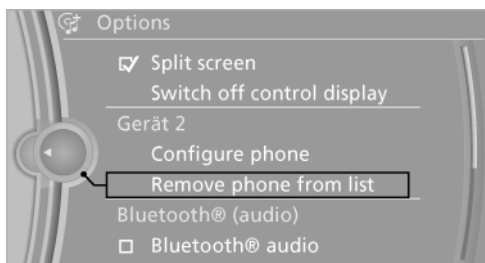 Options
Split screen
Switch off control display
Gerät 2
Configure phone
Remove phone from list
Bluetooth® (audio)
Bluetooth® audio